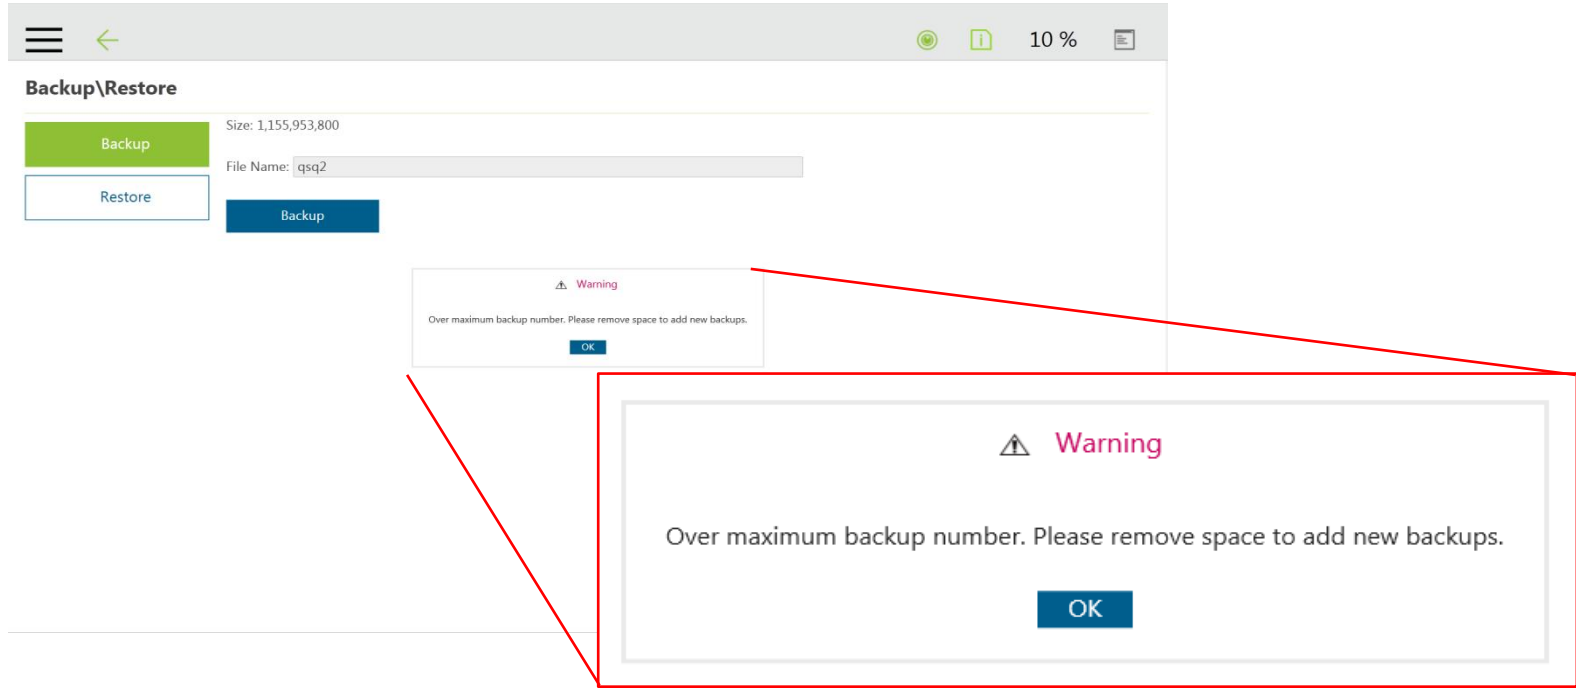 10 %
Backup\Restore
Backup
Restore
Size: 1,155,953,800
File Name: qsq2
Backup
Warning
Over maximum backup number. Please remove space to add new backups.
OK
Warning
Over maximum backup number. Please remove space to add new backups.
OK